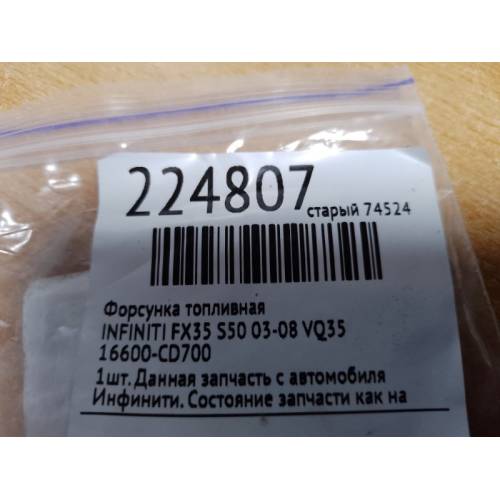 224807 старый 74524
Форсунка топливная
INFINITI FX35 S50 03-08 VQ35
16600-CD700
1шт. Данная запчасть с автомобиля
Инфинити. Состояние запчасти как на